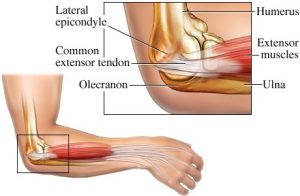 Lateral
epicondyle
Common
extensor tendon
Olecranon
Humerus
Extensor
muscles
Ulna